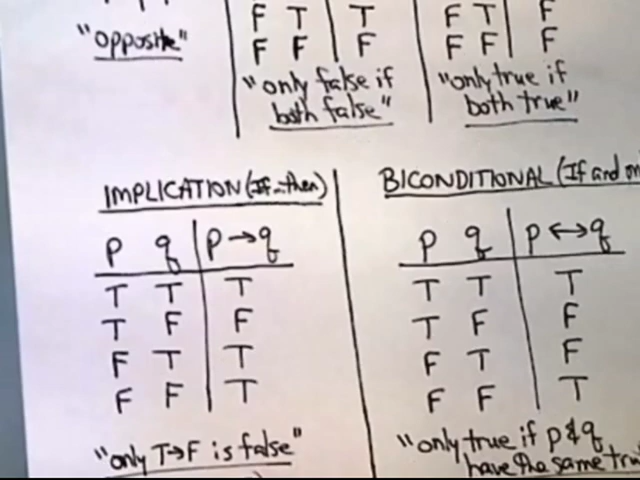 F T | T
F F | F
F T | F
F F | F
"opposite"
"only false if
both false"
"only true if
both true"
IMPLICATION (If-then)
p q | p→q
T T | T
T F | F
F T | T
F F | T
"only T→F is false"
BICONDITIONAL (If and
p q | p↔q
T T | T
T F | F
F T | F
F F | T
"only true if p & q
have the same